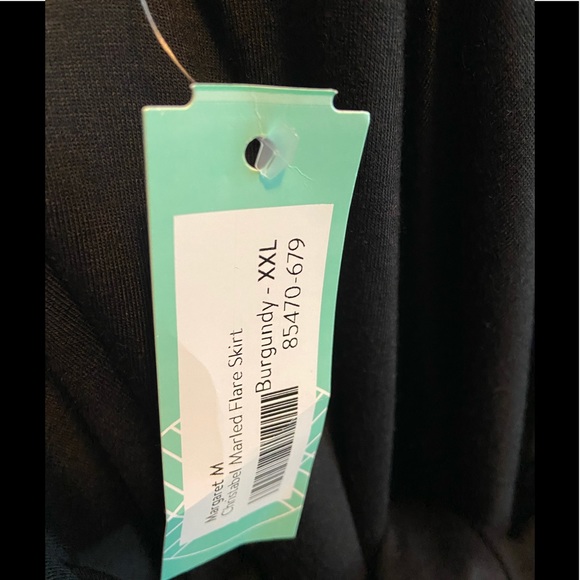 Margaret M
Christabel Marled Flare Skirt
Burgundy - XXL
85470-679